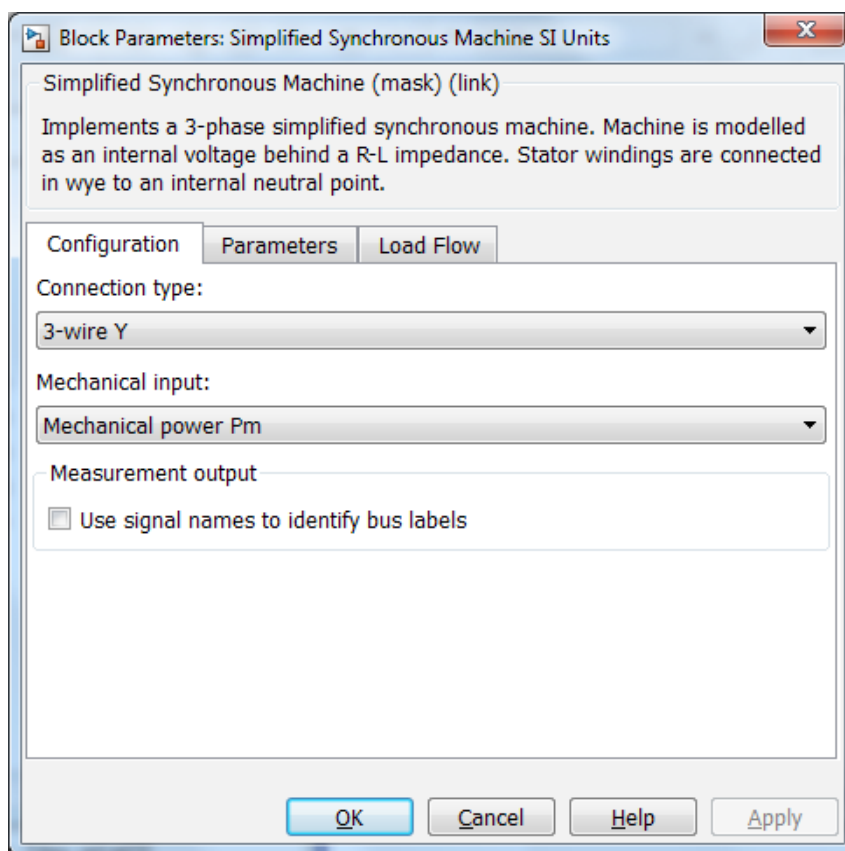 Block Parameters: Simplified Synchronous Machine SI Units
Simplified Synchronous Machine (mask) (link)
Implements a 3-phase simplified synchronous machine. Machine is modelled
as an internal voltage behind a R-L impedance. Stator windings are connected
in wye to an internal neutral point.
Configuration Parameters Load Flow
Connection type:
3-wire Y
Mechanical input:
Mechanical power Pm
Measurement output
Use signal names to identify bus labels
OK Cancel Help Apply